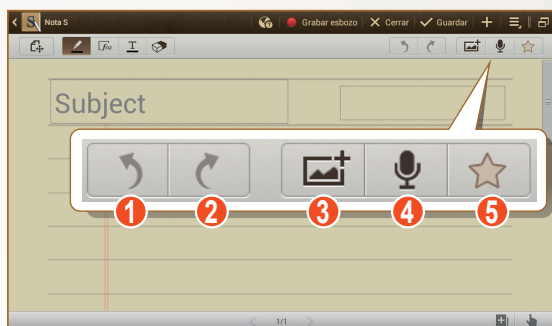 S Nota S Grabar esbozo Cerrar Guardar
f(x) T
Subject
1 2 3 4 5
1/1